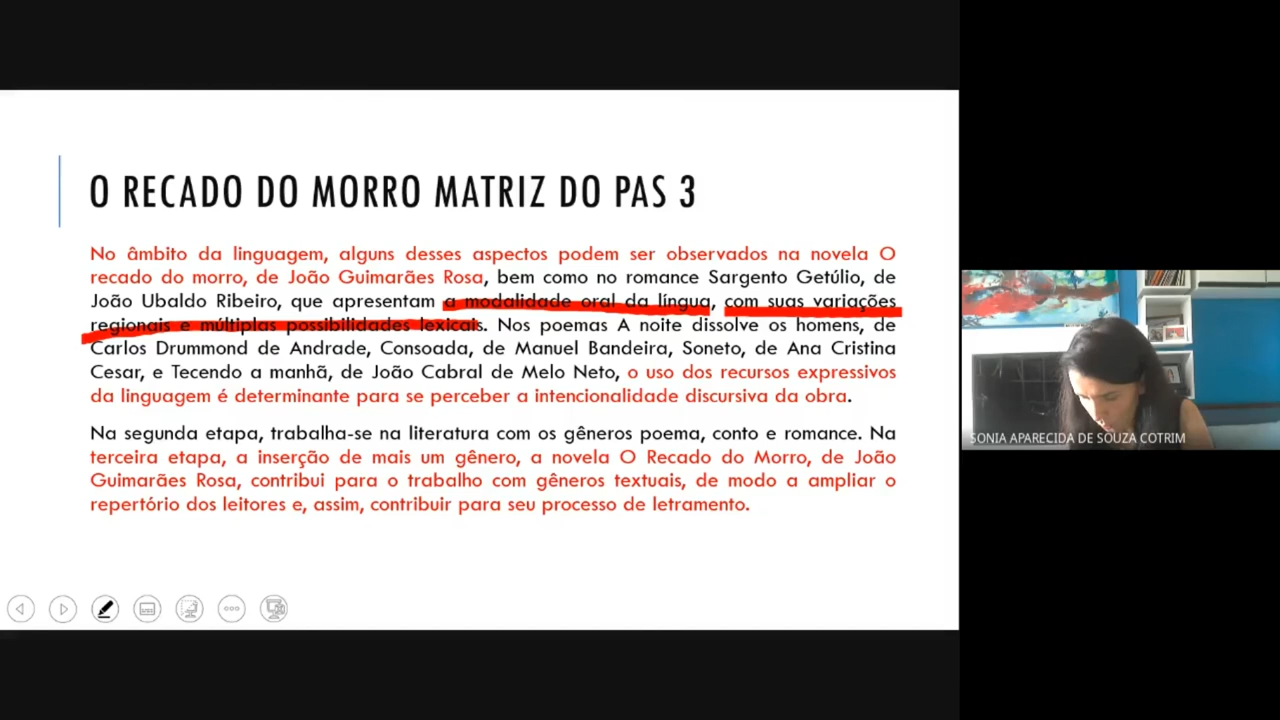 O RECADO DO MORRO MATRIZ DO PAS 3
No âmbito da linguagem, alguns desses aspectos podem ser observados na novela O
recado do morro, de João Guimarães Rosa, bem como no romance Sargento Getúlio, de
João Ubaldo Ribeiro, que apresentam a modalidade oral da língua, com suas variações
regionais e múltiplas possibilidades lexicais. Nos poemas A noite dissolve os homens, de
Carlos Drummond de Andrade, Consoada, de Manuel Bandeira, Soneto, de Ana Cristina
Cesar, e Tecendo a manhã, de João Cabral de Melo Neto, o uso dos recursos expressivos
da linguagem é determinante para se perceber a intencionalidade discursiva da obra.
Na segunda etapa, trabalha-se na literatura com os gêneros poema, conto e romance. Na
terceira etapa, a inserção de mais um gênero, a novela O Recado do Morro, de João
Guimarães Rosa, contribui para o trabalho com gêneros textuais, de modo a ampliar o
repertório dos leitores e, assim, contribuir para seu processo de letramento.
SONIA APARECIDA DE SOUZA COTRIM